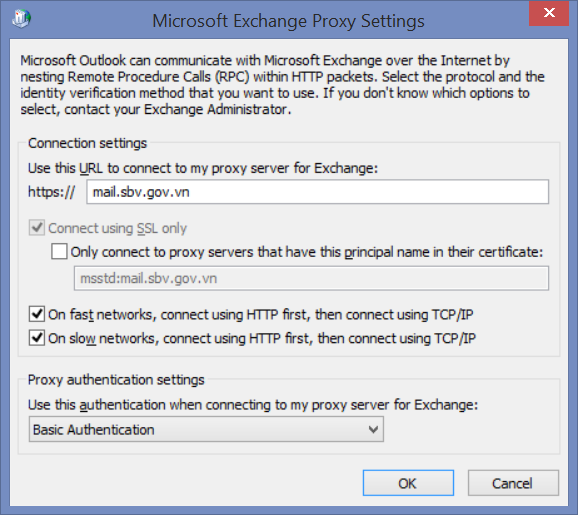 Microsoft Exchange Proxy Settings
Microsoft Outlook can communicate with Microsoft Exchange over the Internet by
nesting Remote Procedure Calls (RPC) within HTTP packets. Select the protocol and the
identity verification method that you want to use. If you don't know which options to
select, contact your Exchange Administrator.
Connection settings
Use this URL to connect to my proxy server for Exchange:
https:// mail.sbv.gov.vn
Connect using SSL only
Only connect to proxy servers that have this principal name in their certificate:
msstd:mail.sbv.gov.vn
On fast networks, connect using HTTP first, then connect using TCP/IP
On slow networks, connect using HTTP first, then connect using TCP/IP
Proxy authentication settings
Use this authentication when connecting to my proxy server for Exchange:
Basic Authentication
OK Cancel